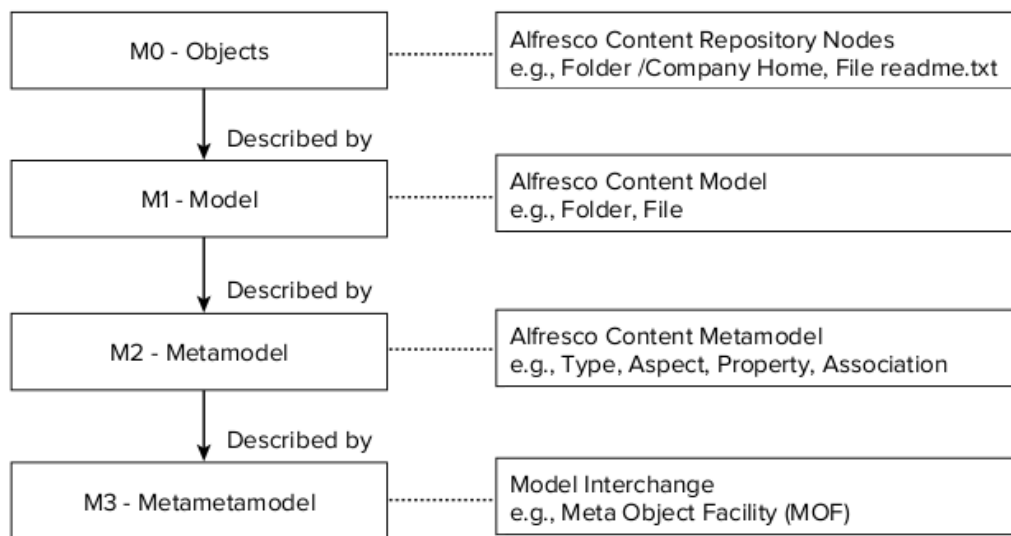 M0 - Objects
Alfresco Content Repository Nodes
e.g., Folder /Company Home, File readme.txt
Described by
M1 - Model
Alfresco Content Model
e.g., Folder, File
Described by
M2 - Metamodel
Alfresco Content Metamodel
e.g., Type, Aspect, Property, Association
Described by
M3 - Metametamodel
Model Interchange
e.g., Meta Object Facility (MOF)